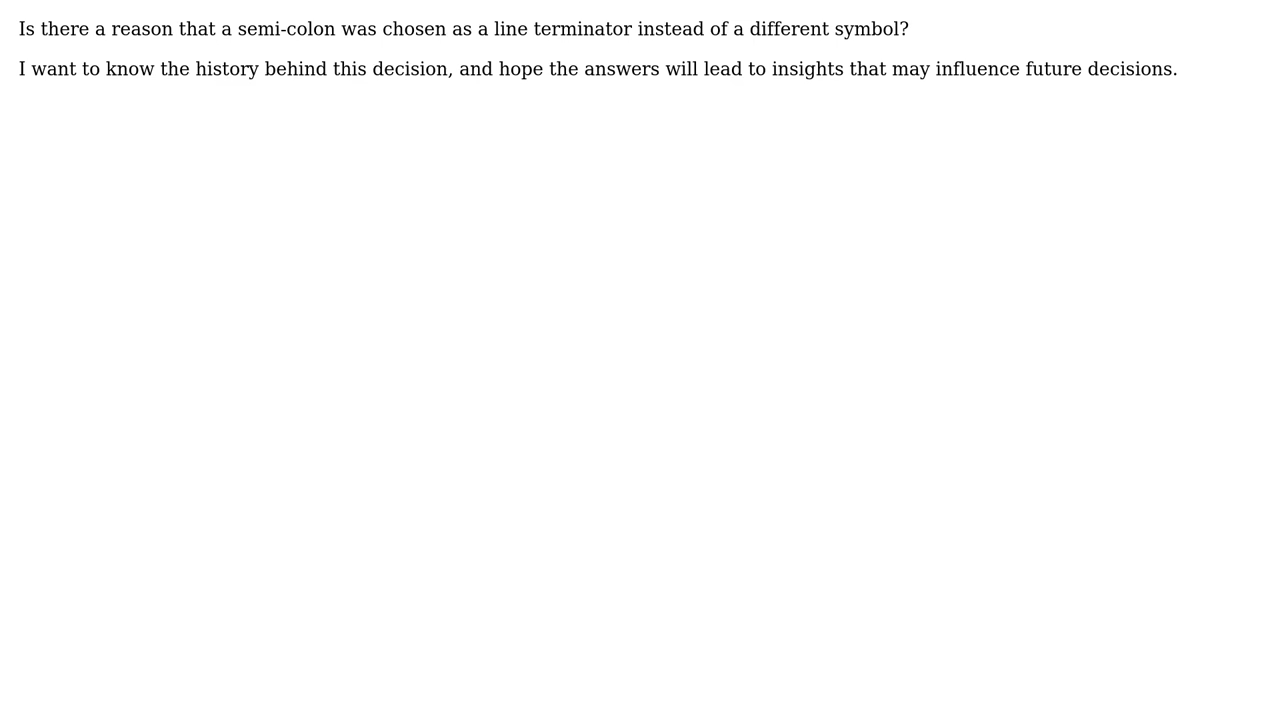 Is there a reason that a semi-colon was chosen as a line terminator instead of a different symbol?
I want to know the history behind this decision, and hope the answers will lead to insights that may influence future decisions.